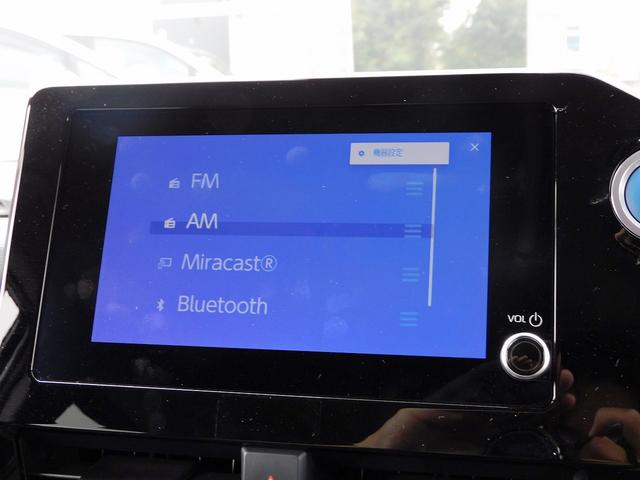 機器設定
FM
AM
Miracast®
Bluetooth
VOL